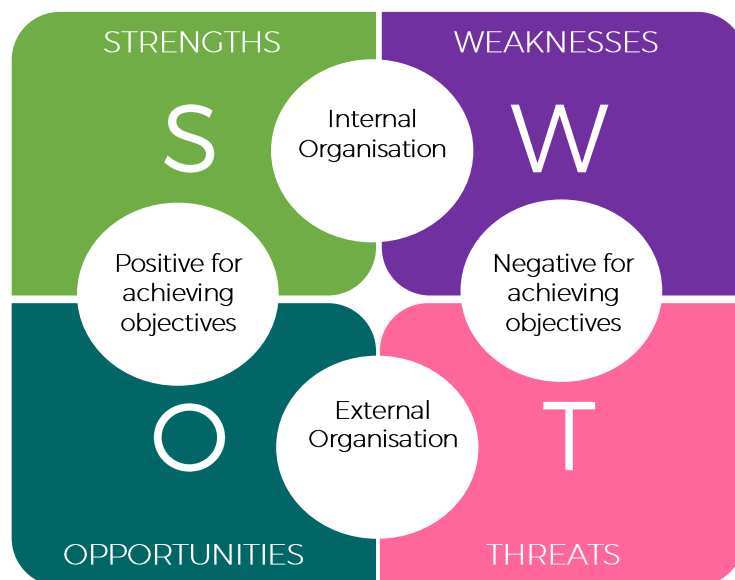 STRENGTHS
WEAKNESSES
S
Internal
Organisation
W
Positive for
achieving
objectives
Negative for
achieving
objectives
O
External
Organisation
T
OPPORTUNITIES
THREATS